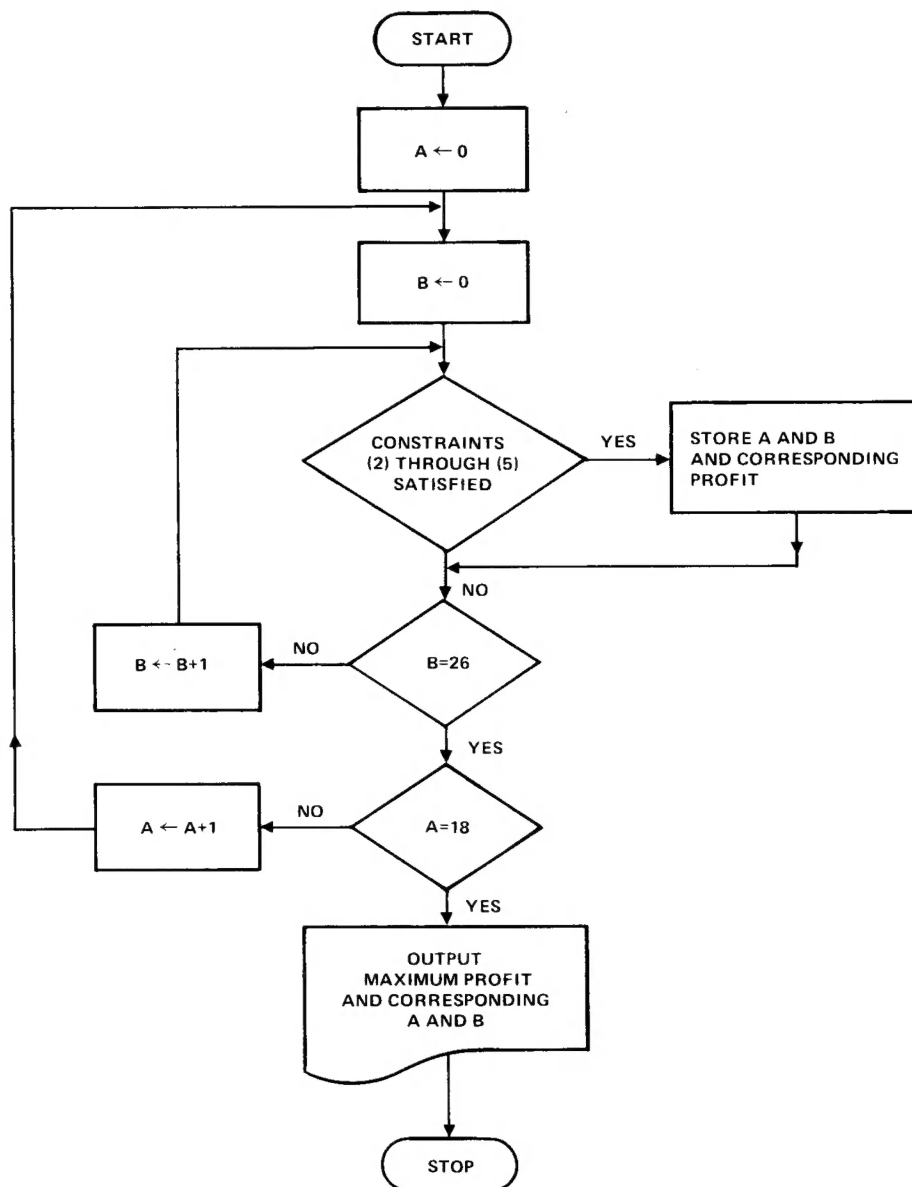 START
A ← 0
B ← 0
CONSTRAINTS
(2) THROUGH (5)
SATISFIED
YES
STORE A AND B
AND CORRESPONDING
PROFIT
NO
B=26
NO
B ← B+1
YES
A=18
NO
A ← A+1
YES
OUTPUT
MAXIMUM PROFIT
AND CORRESPONDING
A AND B
STOP